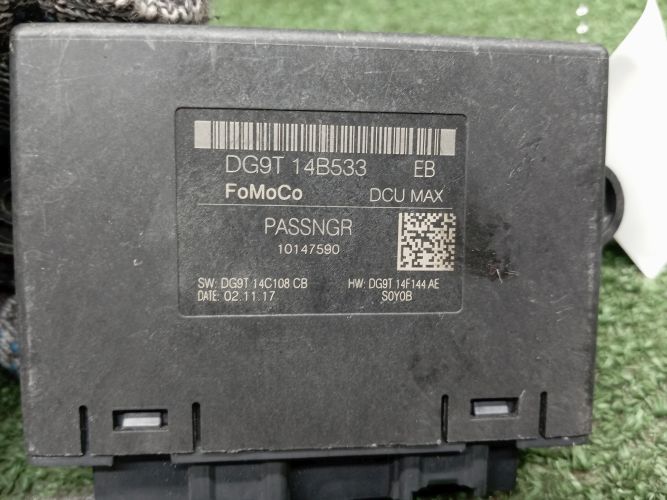 DG9T 14B533 EB
FoMoCo DCU MAX
PASSNGR
10147590
SW: DG9T 14C108 CB HW: DG9T 14F144 AE
DATE: 02.11.17 S0Y0B